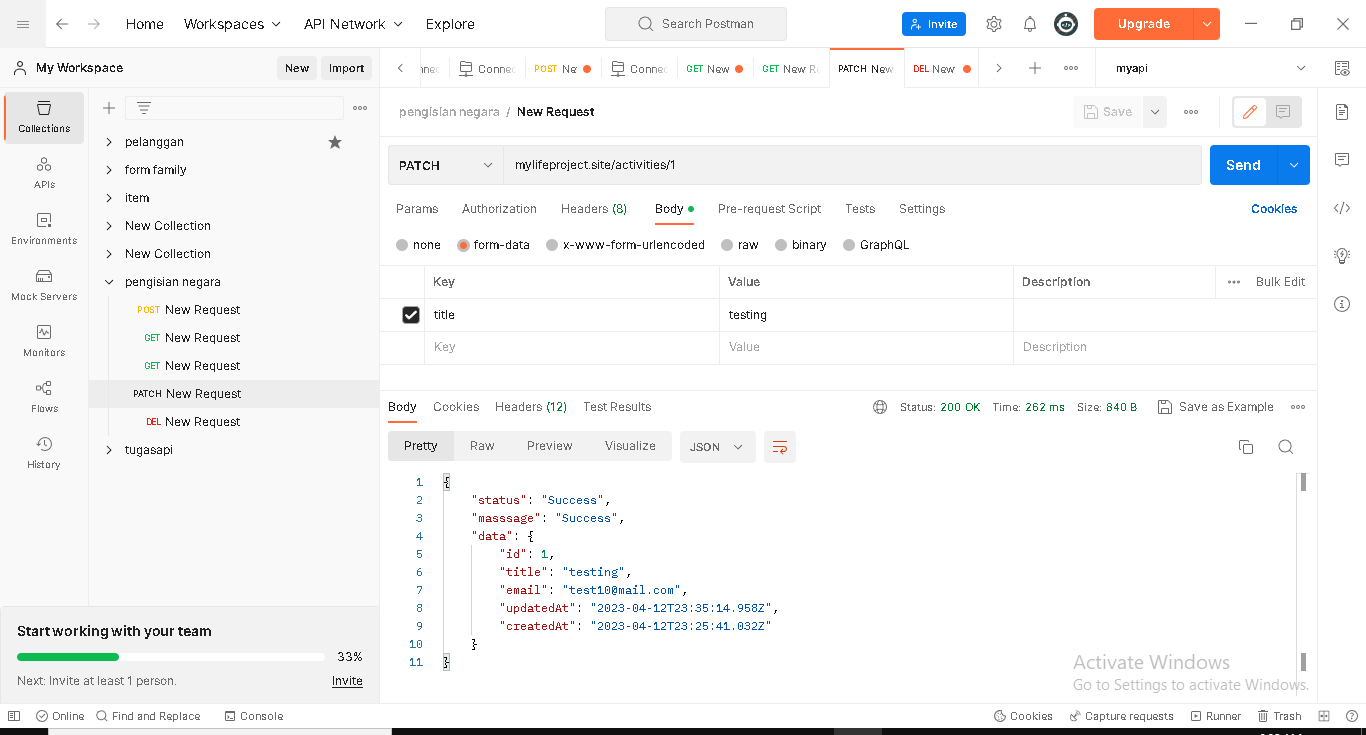 Home Workspaces API Network Explore Search Postman Invite Upgrade
My Workspace New Import
Conne POST Ne Conne GET New GET New Re PATCH New DEL New myapi
Collections
APIs
Environments
Mock Servers
Monitors
Flows
History
pelanggan
form family
item
New Collection
New Collection
pengisian negara
POST New Request
GET New Request
GET New Request
PATCH New Request
DEL New Request
tugasapi
Start working with your team
33%
Next: Invite at least 1 person. Invite
pengisian negara / New Request Save
PATCH mylifeproject.site/activities/1 Send
Params Authorization Headers (8) Body Pre-request Script Tests Settings Cookies
none form-data x-www-form-urlencoded raw binary GraphQL
Key Value Description Bulk Edit
title testing
Key Value Description
Body Cookies Headers (12) Test Results Status: 200 OK Time: 262 ms Size: 840 B Save as Example
Pretty Raw Preview Visualize JSON
1 {
2 "status": "Success",
3 "masssage": "Success",
4 "data": {
5 "id": 1,
6 "title": "testing",
7 "email": "test10@mail.com",
8 "updatedAt": "2023-04-12T23:35:14.958Z",
9 "createdAt": "2023-04-12T23:25:41.032Z"
10 }
11 }
Activate Windows
Go to Settings to activate Windows.
Online Find and Replace Console Cookies Capture requests Runner Trash